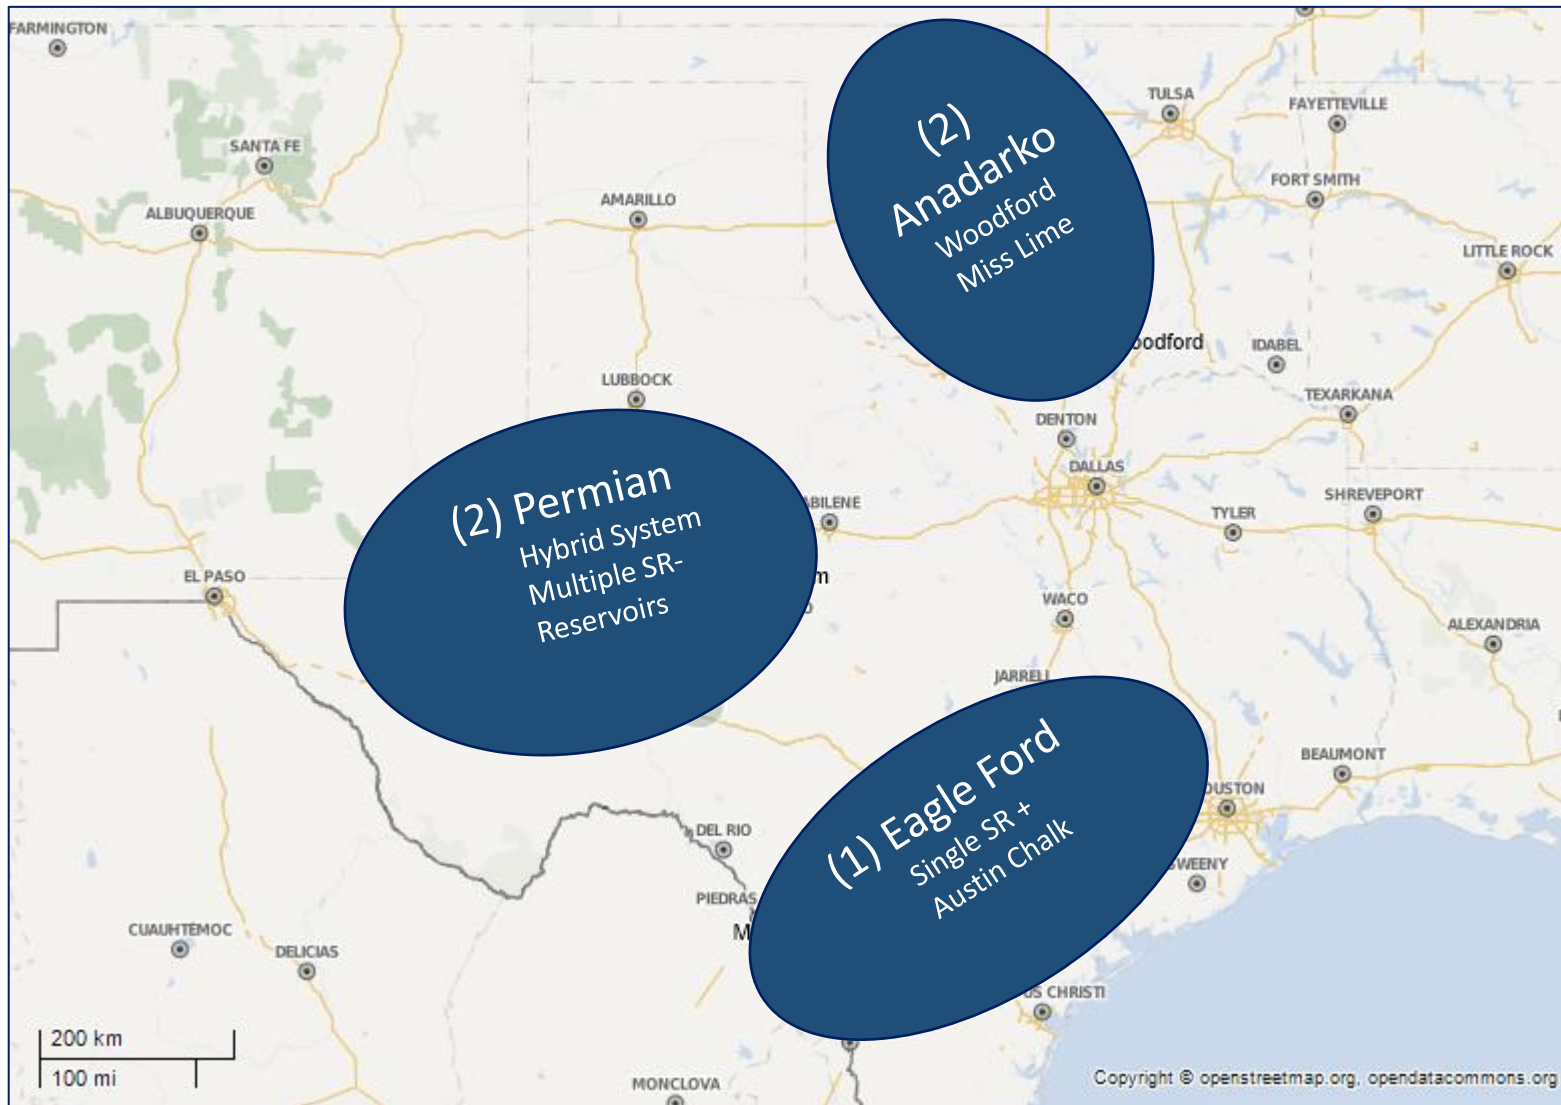 FARMINGTON
TULSA
FAYETTEVILLE
SANTA FE
FORT SMITH
AMARILLO
ALBUQUERQUE
LITTLE ROCK
(2)
Anadarko
Woodford
Miss Lime
oodford
IDABEL
LUBBOCK
TEXARKANA
DENTON
DALLAS
SHREVEPORT
TYLER
BILENE
(2) Permian
Hybrid System
Multiple SR-
Reservoirs
m
EL PASO
WACO
ALEXANDRIA
JARRELL
BEAUMONT
OUSTON
(1) Eagle Ford
Single SR +
Austin Chalk
DEL RIO
SWEENY
PIEDRAS
M
CUAUHTÉMOC
DELICIAS
US CHRISTI
200 km
100 mi
MONCLOVA
Copyright © openstreetmap.org, opendatacommons.org